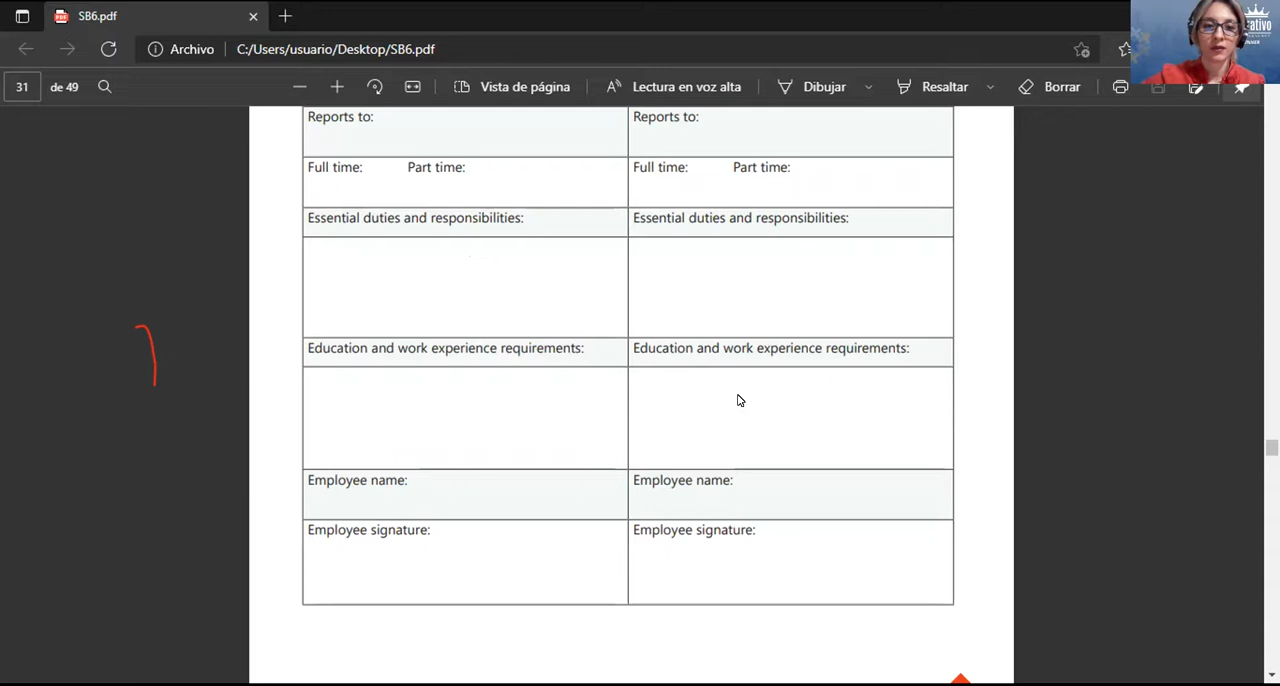 SB6.pdf
Archivo C:/Users/usuario/Desktop/SB6.pdf
31 de 49 Vista de página Lectura en voz alta Dibujar Resaltar Borrar
Reports to: Reports to:
Full time: Part time: Full time: Part time:
Essential duties and responsibilities: Essential duties and responsibilities:
Education and work experience requirements: Education and work experience requirements:
Employee name: Employee name:
Employee signature: Employee signature: